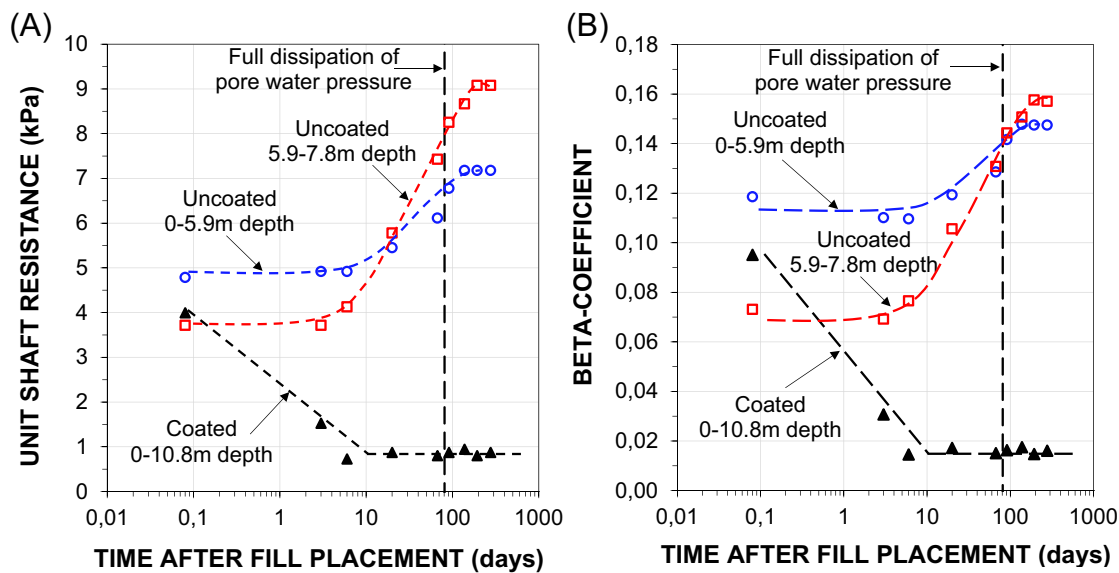 (A)
UNIT SHAFT RESISTANCE (kPa)
10
9
8
7
6
5
4
3
2
1
0
Full dissipation of
pore water pressure
Uncoated
5.9-7.8m depth
Uncoated
0-5.9m depth
Coated
0-10.8m depth
0,01
0,1
1
10
100
1000
TIME AFTER FILL PLACEMENT (days)
(B)
BETA-COEFFICIENT
0,18
0,16
0,14
0,12
0,10
0,08
0,06
0,04
0,02
0,00
Full dissipation of
pore water pressure
Uncoated
0-5.9m depth
Uncoated
5.9-7.8m depth
Coated
0-10.8m depth
0,01
0,1
1
10
100
1000
TIME AFTER FILL PLACEMENT (days)